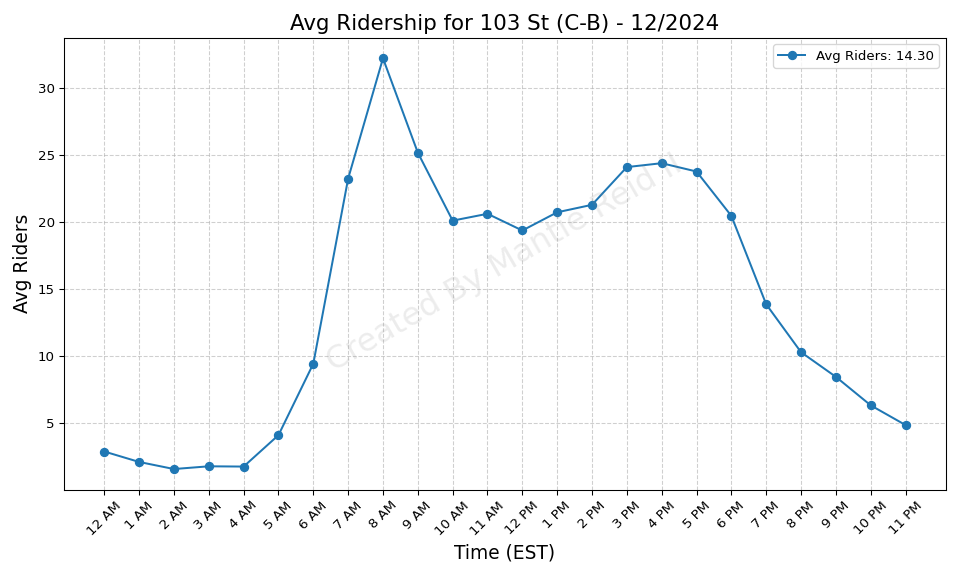 Avg Ridership for 103 St (C-B) - 12/2024
Avg Riders: 14.30
30
25
20
15
10
5
Avg Riders
Created By Mantie Reid
12 AM
1 AM
2 AM
3 AM
4 AM
5 AM
6 AM
7 AM
8 AM
9 AM
10 AM
11 AM
12 PM
1 PM
2 PM
3 PM
4 PM
5 PM
6 PM
7 PM
8 PM
9 PM
10 PM
11 PM
Time (EST)